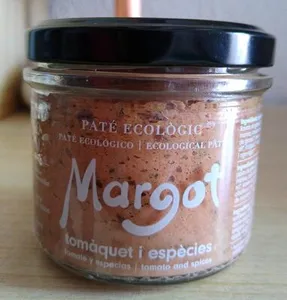 PATÉ ECOLÒGIC
PATÉ ECOLÓGICO | ECOLOGICAL PATÉ
Margot
tomàquet i espècies
tomate y especias | tomato and spices